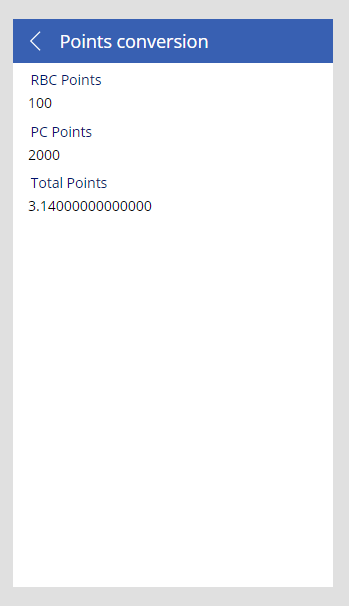 Points conversion
RBC Points
100
PC Points
2000
Total Points
3.14000000000000